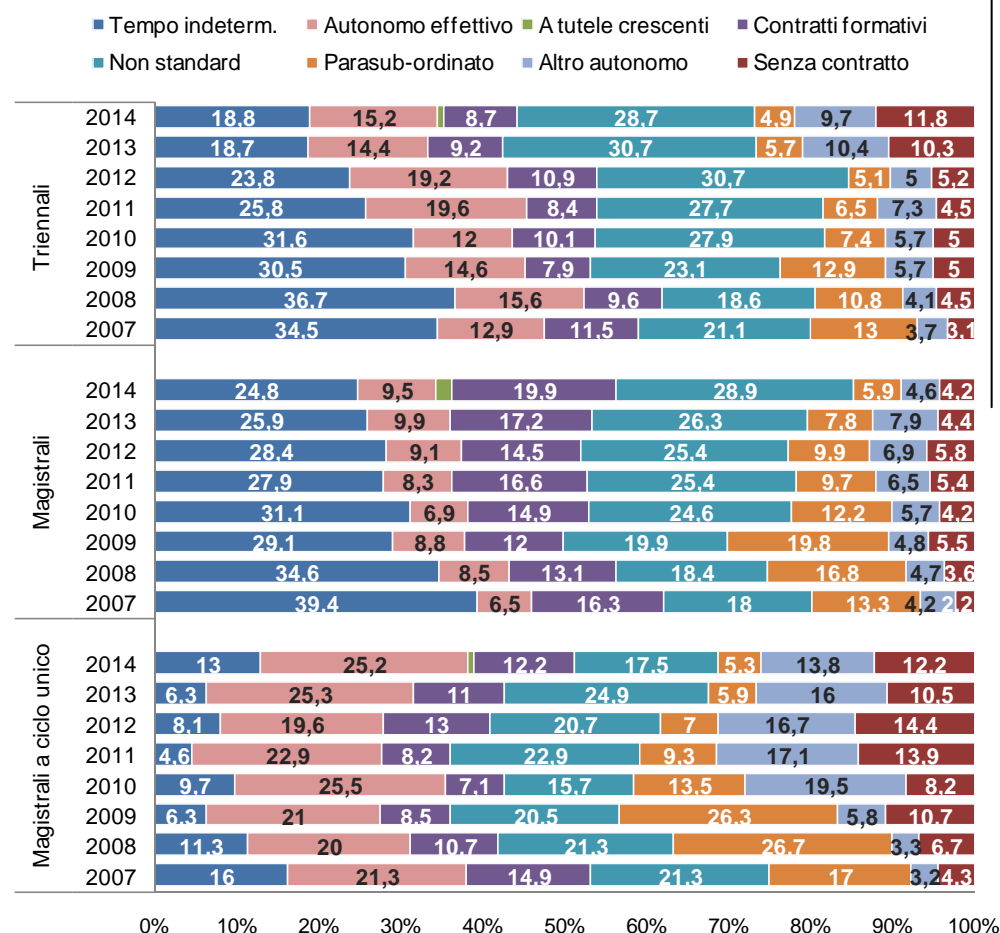 Tempo indeterm. Autonomo effettivo A tutele crescenti Contratti formativi
Non standard Parasub-ordinato Altro autonomo Senza contratto
Triennali
2014 18,8 15,2 8,7 28,7 4,9 9,7 11,8
2013 18,7 14,4 9,2 30,7 5,7 10,4 10,3
2012 23,8 19,2 10,9 30,7 5,1 5 5,2
2011 25,8 19,6 8,4 27,7 6,5 7,3 4,5
2010 31,6 12 10,1 27,9 7,4 5,7 5
2009 30,5 14,6 7,9 23,1 12,9 5,7 5
2008 36,7 15,6 9,6 18,6 10,8 4,1 4,5
2007 34,5 12,9 11,5 21,1 13 3,7 3,1
Magistrali
2014 24,8 9,5 19,9 28,9 5,9 4,6 4,2
2013 25,9 9,9 17,2 26,3 7,8 7,9 4,4
2012 28,4 9,1 14,5 25,4 9,9 6,9 5,8
2011 27,9 8,3 16,6 25,4 9,7 6,5 5,4
2010 31,1 6,9 14,9 24,6 12,2 5,7 4,2
2009 29,1 8,8 12 19,9 19,8 4,8 5,5
2008 34,6 8,5 13,1 18,4 16,8 4,7 3,6
2007 39,4 6,5 16,3 18 13,3 4,2 2,2
Magistrali a ciclo unico
2014 13 25,2 12,2 17,5 5,3 13,8 12,2
2013 6,3 25,3 11 24,9 5,9 16 10,5
2012 8,1 19,6 13 20,7 7 16,7 14,4
2011 4,6 22,9 8,2 22,9 9,3 17,1 13,9
2010 9,7 25,5 7,1 15,7 13,5 19,5 8,2
2009 6,3 21 8,5 20,5 26,3 5,8 10,7
2008 11,3 20 10,7 21,3 26,7 3,3 6,7
2007 16 21,3 14,9 21,3 17 3,2 4,3
0% 10% 20% 30% 40% 50% 60% 70% 80% 90% 100%